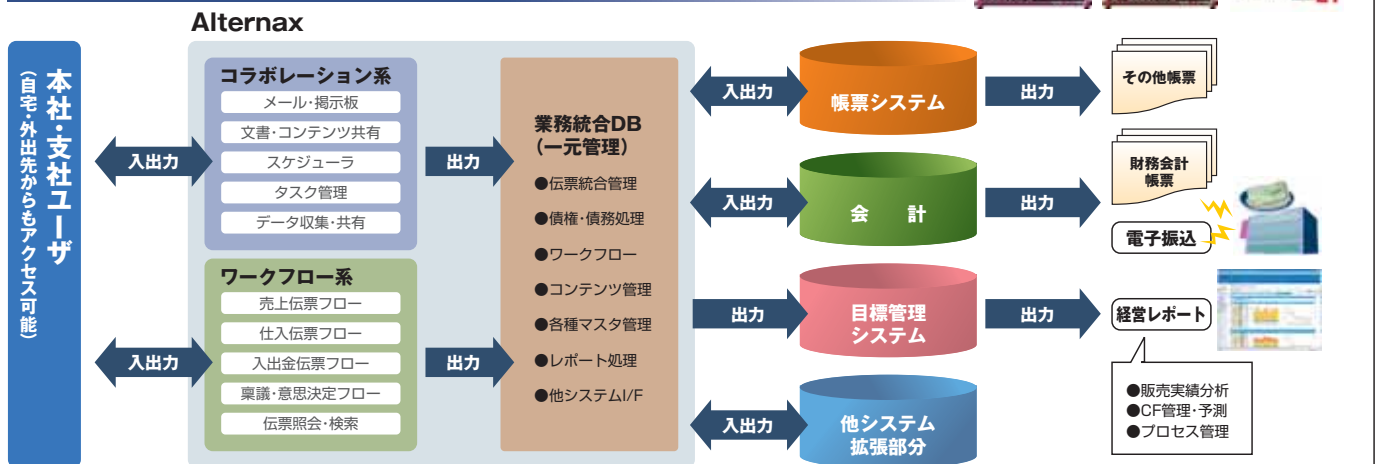 Alternax
本社・支社ユーザ
(自宅・外出先からもアクセス可能)
入出力
入出力
コラボレーション系
メール・掲示板
文書・コンテンツ共有
スケジューラ
タスク管理
データ収集・共有
ワークフロー系
売上伝票フロー
仕入伝票フロー
入出金伝票フロー
稟議・意思決定フロー
伝票照会・検索
出力
出力
業務統合DB
(一元管理)
●伝票統合管理
●債権・債務処理
●ワークフロー
●コンテンツ管理
●各種マスタ管理
●レポート処理
●他システムI/F
入出力
帳票システム
出力
その他帳票
入出力
会 計
出力
財務会計
帳票
電子振込
出力
目標管理
システム
出力
経営レポート
●販売実績分析
●CF管理・予測
●プロセス管理
入出力
他システム
拡張部分